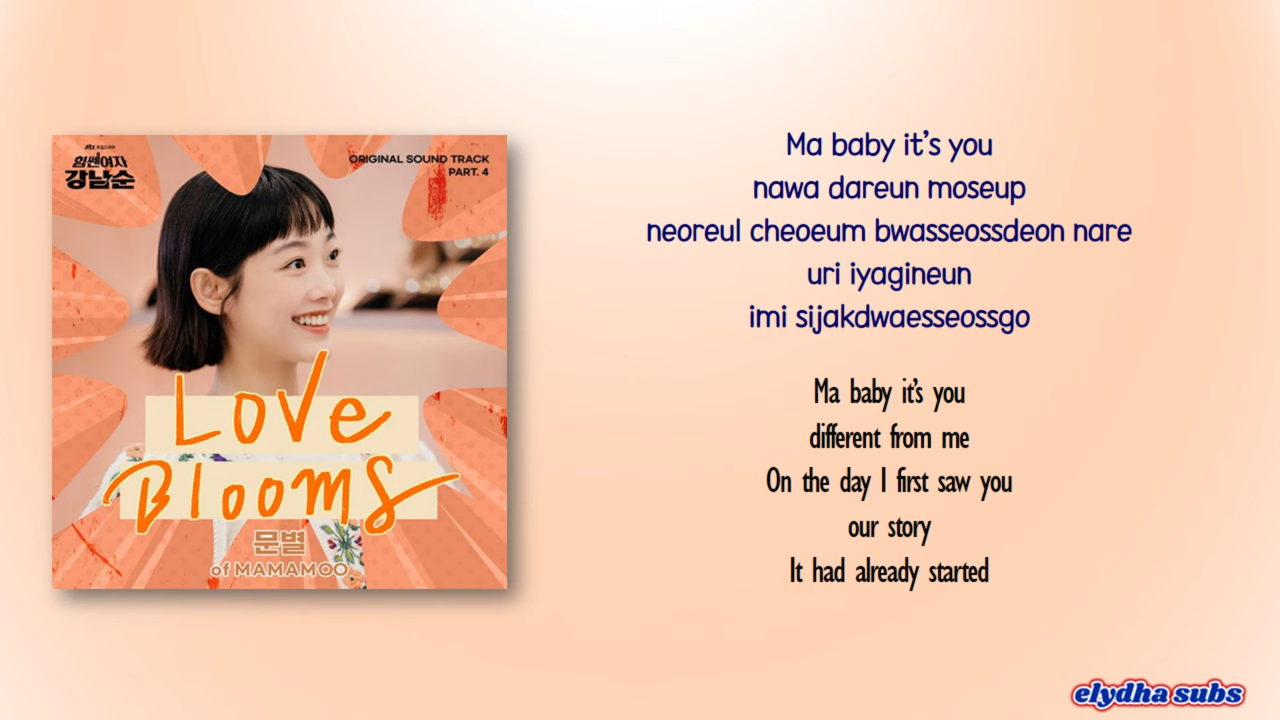 jtbc 토일드라마
힘쎈여자
강남순
ORIGINAL SOUND TRACK
PART. 4
Love
Blooms
문별
of MAMAMOO
Ma baby it's you
nawa dareun moseup
neoreul cheoeum bwasseossdeon nare
uri iyagineun
imi sijakdwaesseossgo
Ma baby it's you
different from me
On the day I first saw you
our story
It had already started
elydha subs